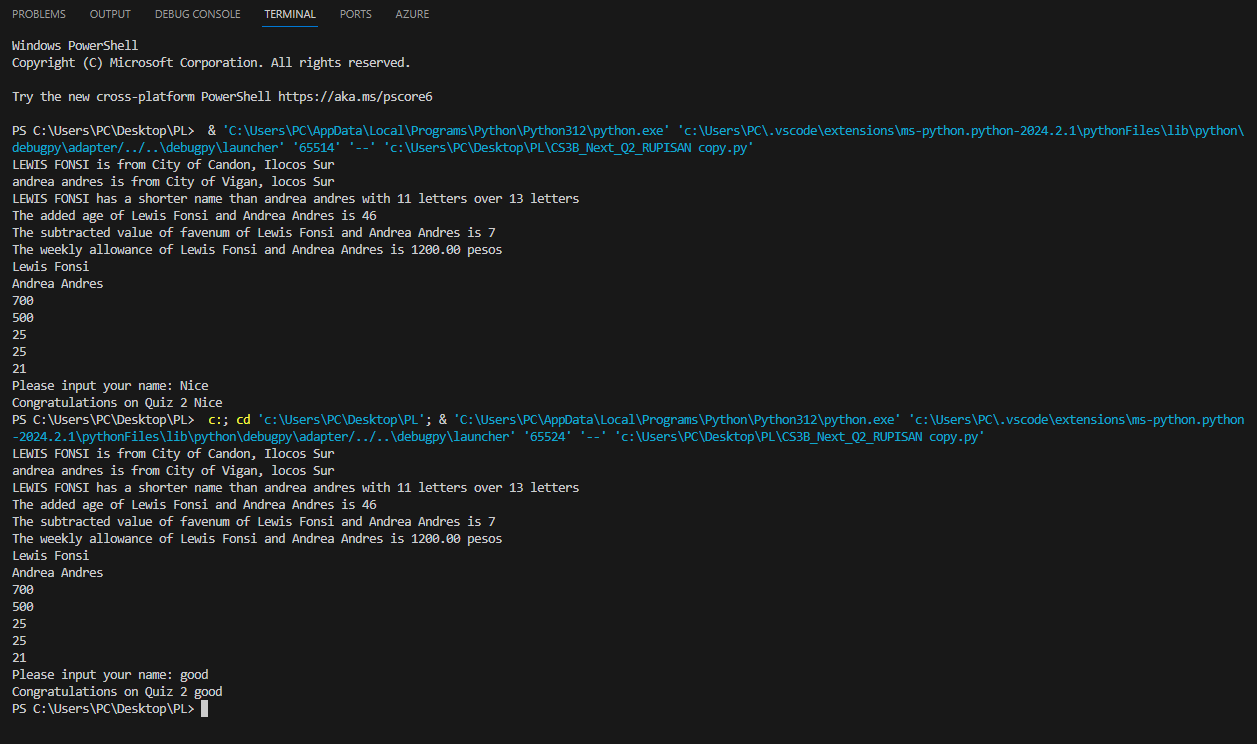 PROBLEMS OUTPUT DEBUG CONSOLE TERMINAL PORTS AZURE
Windows PowerShell
Copyright (C) Microsoft Corporation. All rights reserved.
Try the new cross-platform PowerShell https://aka.ms/pscore6
PS C:\Users\PC\Desktop\PL>  & 'C:\Users\PC\AppData\Local\Programs\Python\Python312\python.exe' 'c:\Users\PC\.vscode\extensions\ms-python.python-2024.2.1\pythonFiles\lib\python\
debugpy\adapter/../..\debugpy\launcher' '65514' '--' 'c:\Users\PC\Desktop\PL\CS3B_Next_Q2_RUPISAN copy.py'
LEWIS FONSI is from City of Candon, Ilocos Sur
andrea andres is from City of Vigan, locos Sur
LEWIS FONSI has a shorter name than andrea andres with 11 letters over 13 letters
The added age of Lewis Fonsi and Andrea Andres is 46
The subtracted value of favenum of Lewis Fonsi and Andrea Andres is 7
The weekly allowance of Lewis Fonsi and Andrea Andres is 1200.00 pesos
Lewis Fonsi
Andrea Andres
700
500
25
25
21
Please input your name: Nice
Congratulations on Quiz 2 Nice
PS C:\Users\PC\Desktop\PL>  c:; cd 'c:\Users\PC\Desktop\PL'; & 'C:\Users\PC\AppData\Local\Programs\Python\Python312\python.exe' 'c:\Users\PC\.vscode\extensions\ms-python.python
-2024.2.1\pythonFiles\lib\python\debugpy\adapter/../..\debugpy\launcher' '65524' '--' 'c:\Users\PC\Desktop\PL\CS3B_Next_Q2_RUPISAN copy.py'
LEWIS FONSI is from City of Candon, Ilocos Sur
andrea andres is from City of Vigan, locos Sur
LEWIS FONSI has a shorter name than andrea andres with 11 letters over 13 letters
The added age of Lewis Fonsi and Andrea Andres is 46
The subtracted value of favenum of Lewis Fonsi and Andrea Andres is 7
The weekly allowance of Lewis Fonsi and Andrea Andres is 1200.00 pesos
Lewis Fonsi
Andrea Andres
700
500
25
25
21
Please input your name: good
Congratulations on Quiz 2 good
PS C:\Users\PC\Desktop\PL>